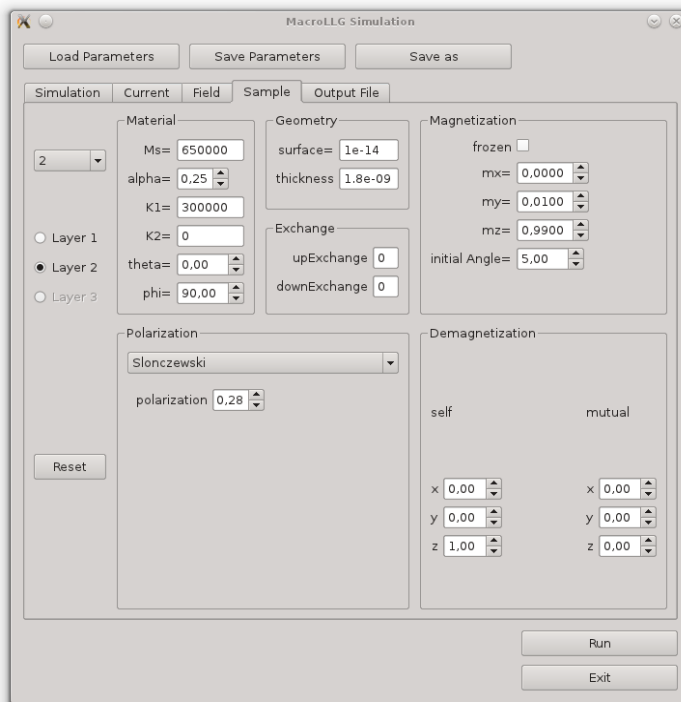 MacroLLG Simulation
Load Parameters Save Parameters Save as
Simulation Current Field Sample Output File
2
Layer 1
Layer 2
Layer 3
Reset
Material
Ms= 650000
alpha= 0,25
K1= 300000
K2= 0
theta= 0,00
phi= 90,00
Geometry
surface= 1e-14
thickness 1.8e-09
Exchange
upExchange 0
downExchange 0
Magnetization
frozen
mx= 0,0000
my= 0,0100
mz= 0,9900
initial Angle= 5,00
Polarization
Slonczewski
polarization 0,28
Demagnetization
self mutual
x 0,00 x 0,00
y 0,00 y 0,00
z 1,00 z 0,00
Run
Exit